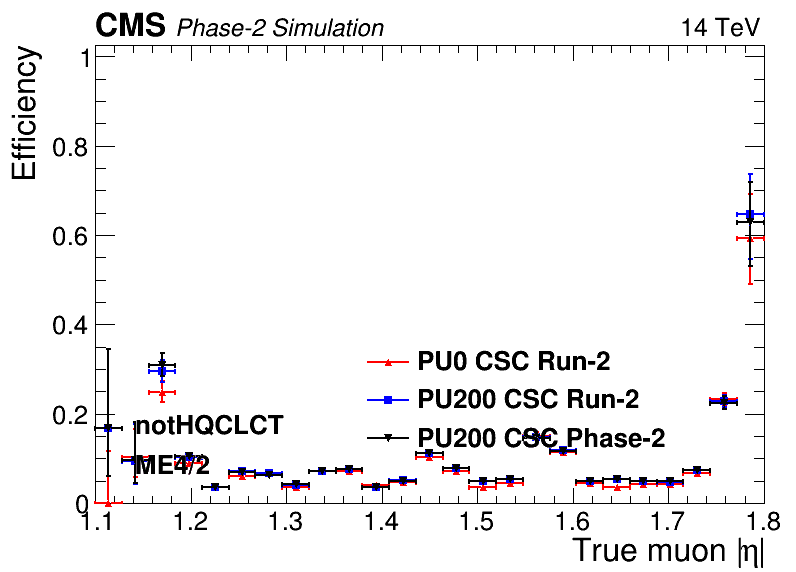 CMS Phase-2 Simulation 14 TeV
Efficiency
1
0.8
0.6
0.4
0.2
0
PU0 CSC Run-2
PU200 CSC Run-2
PU200 CSC Phase-2
notHQCLCT
ME4/2
1.1 1.2 1.3 1.4 1.5 1.6 1.7 1.8
True muon |η|